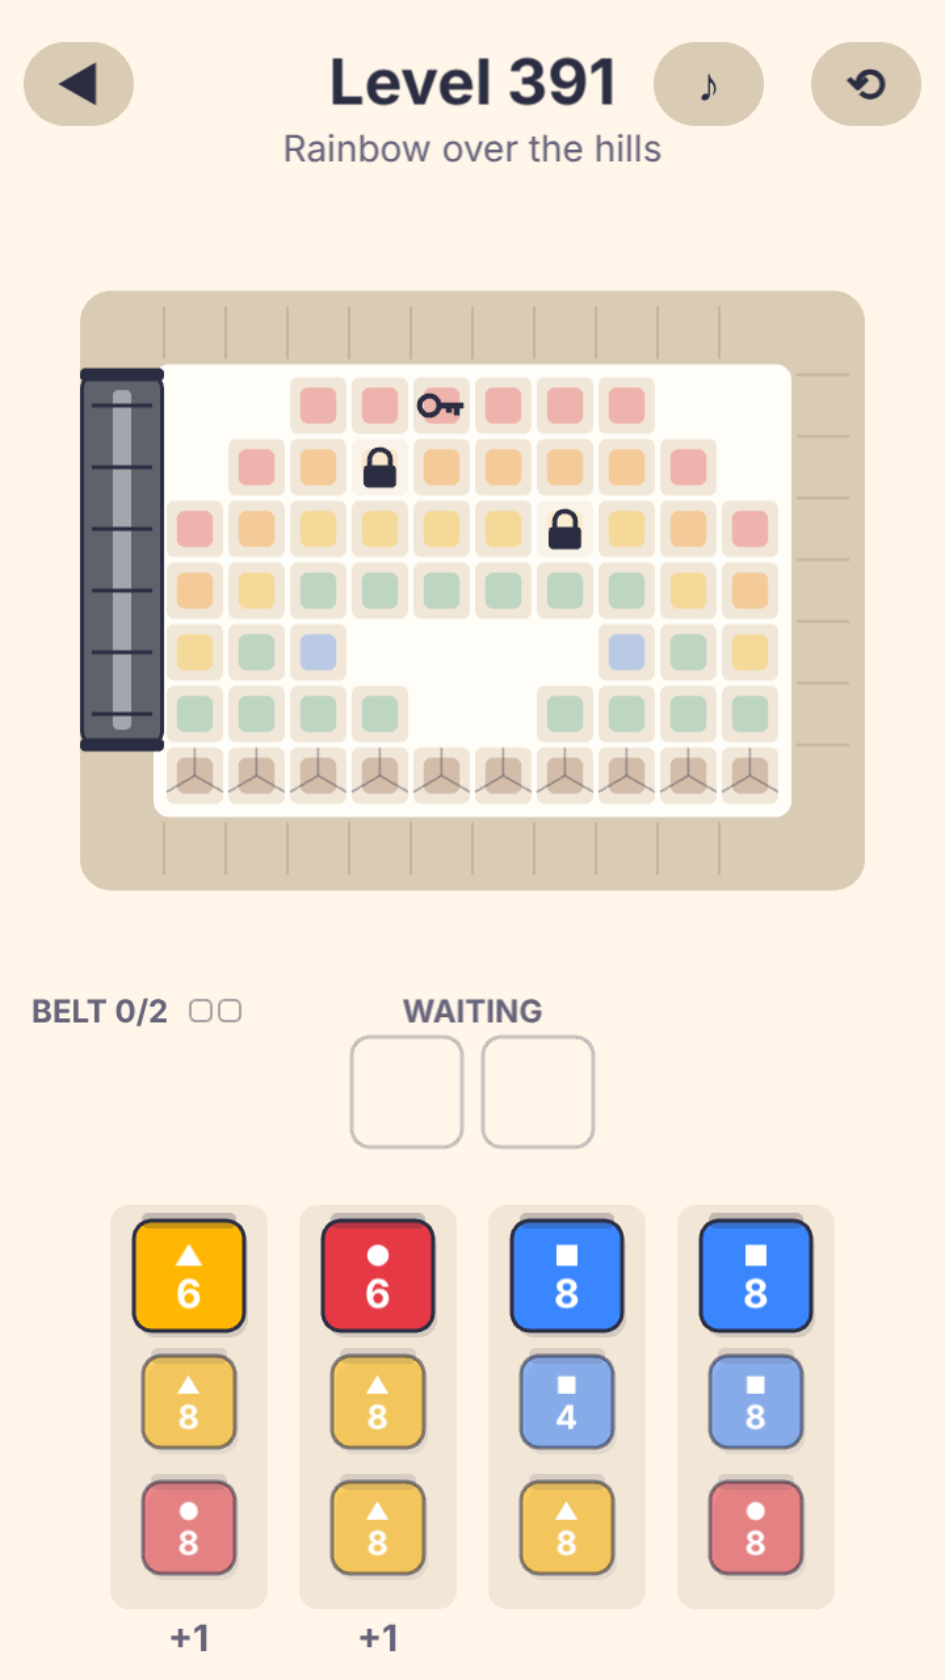 Level 391
Rainbow over the hills
BELT 0/2
WAITING
6 6 8 8
8 8 4 8
8 8 8 8
+1 +1